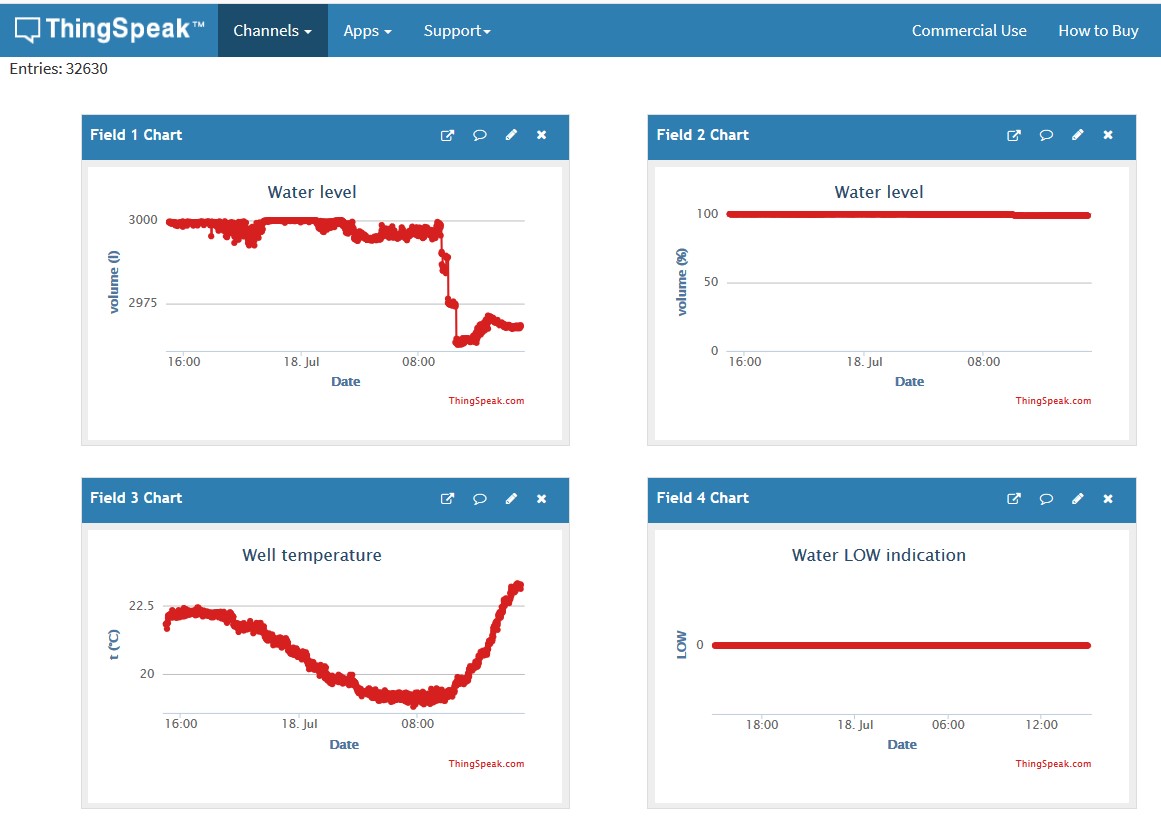 ThingSpeak™ Channels Apps Support Commercial Use How to Buy
Entries: 32630
Field 1 Chart
Water level
3000
2975
volume (l)
16:00 18. Jul 08:00
Date
ThingSpeak.com
Field 2 Chart
Water level
100
50
0
volume (%)
16:00 18. Jul 08:00
Date
ThingSpeak.com
Field 3 Chart
Well temperature
22.5
20
t (°C)
16:00 18. Jul 08:00
Date
ThingSpeak.com
Field 4 Chart
Water LOW indication
0
LOW
18:00 18. Jul 06:00 12:00
Date
ThingSpeak.com